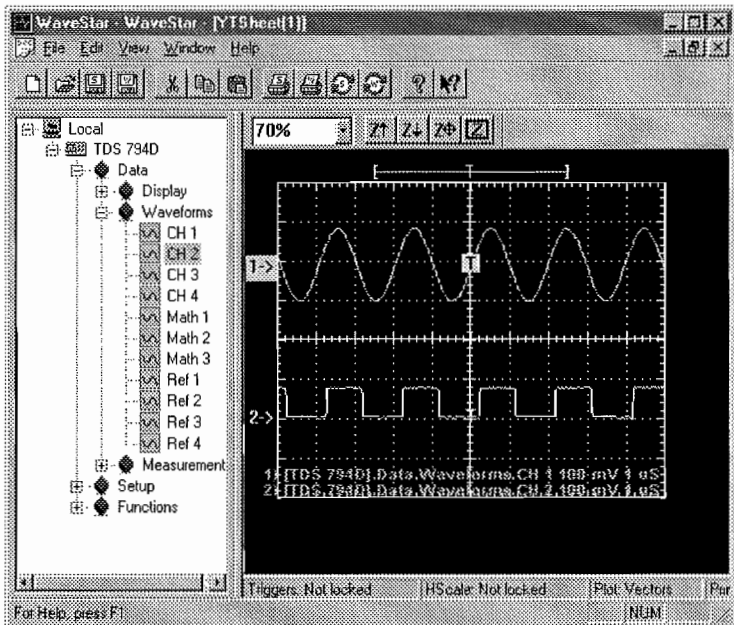 WaveStar - WaveStar - [YTSheet(1)]
File Edit View Window Help
70%
Local
TDS 794D
Data
Display
Waveforms
CH 1
CH 2
CH 3
CH 4
Math 1
Math 2
Math 3
Ref 1
Ref 2
Ref 3
Ref 4
Measurement
Setup
Functions
1->
T
2->
1 [TDS 794D].Data.Waveforms.CH 1 100 mV 1 uS
2 [TDS 794D].Data.Waveforms.CH 2 100 mV 1 uS
Triggers: Not locked HScale: Not locked Plot: Vectors Pur
For Help, press F1 NUM